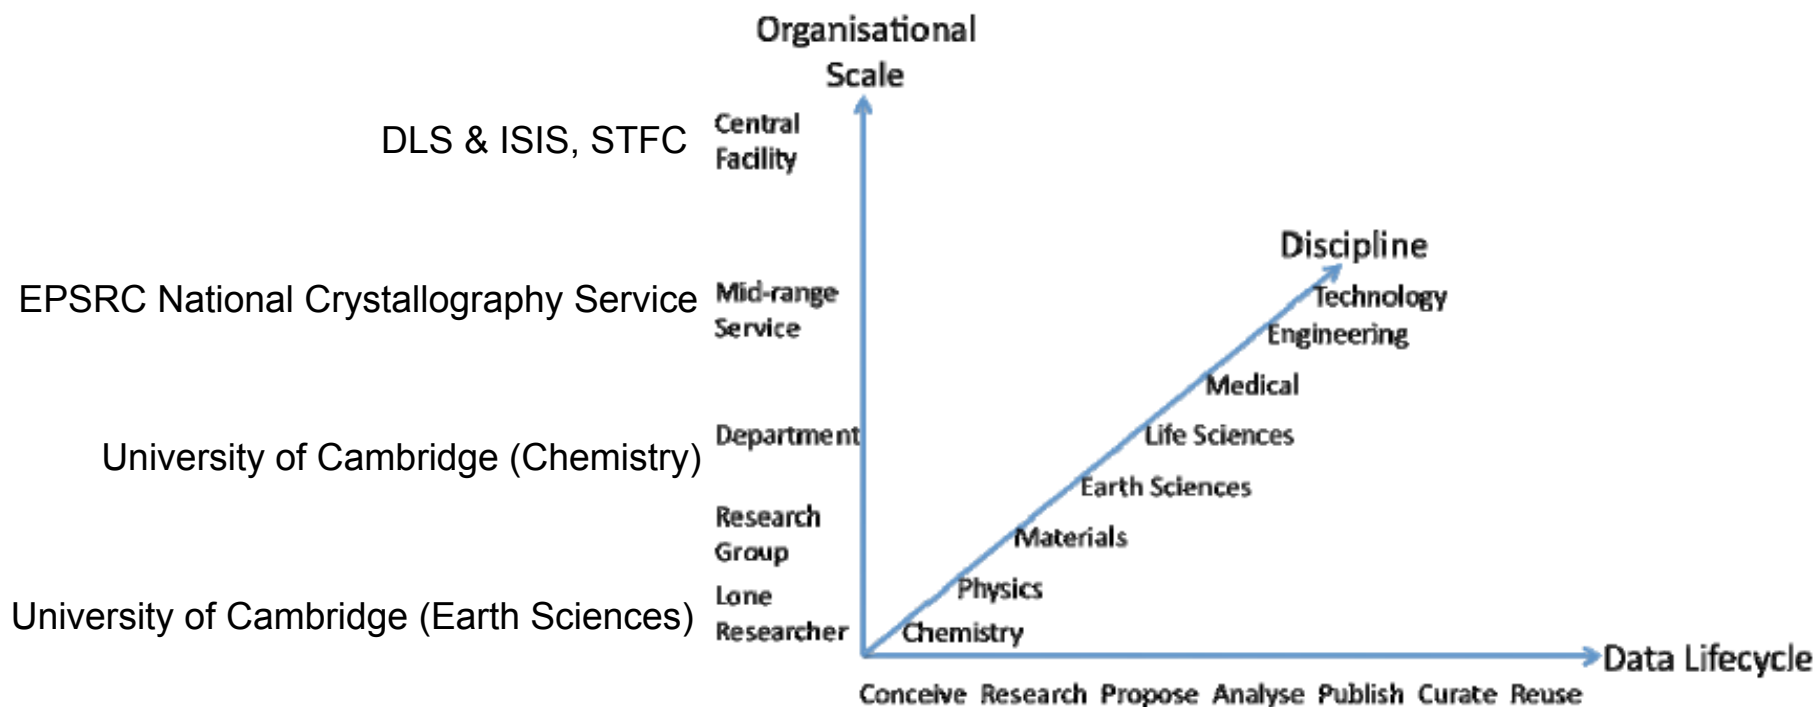 Organisational
Scale
DLS & ISIS, STFC
Central
Facility
Discipline
Technology
EPSRC National Crystallography Service
Mid-range
Service
Engineering
Medical
University of Cambridge (Chemistry)
Department
Life Sciences
Earth Sciences
Research
Group
Materials
Physics
University of Cambridge (Earth Sciences)
Lone
Researcher
Chemistry
Data Lifecycle
Conceive Research Propose Analyse Publish Curate Reuse